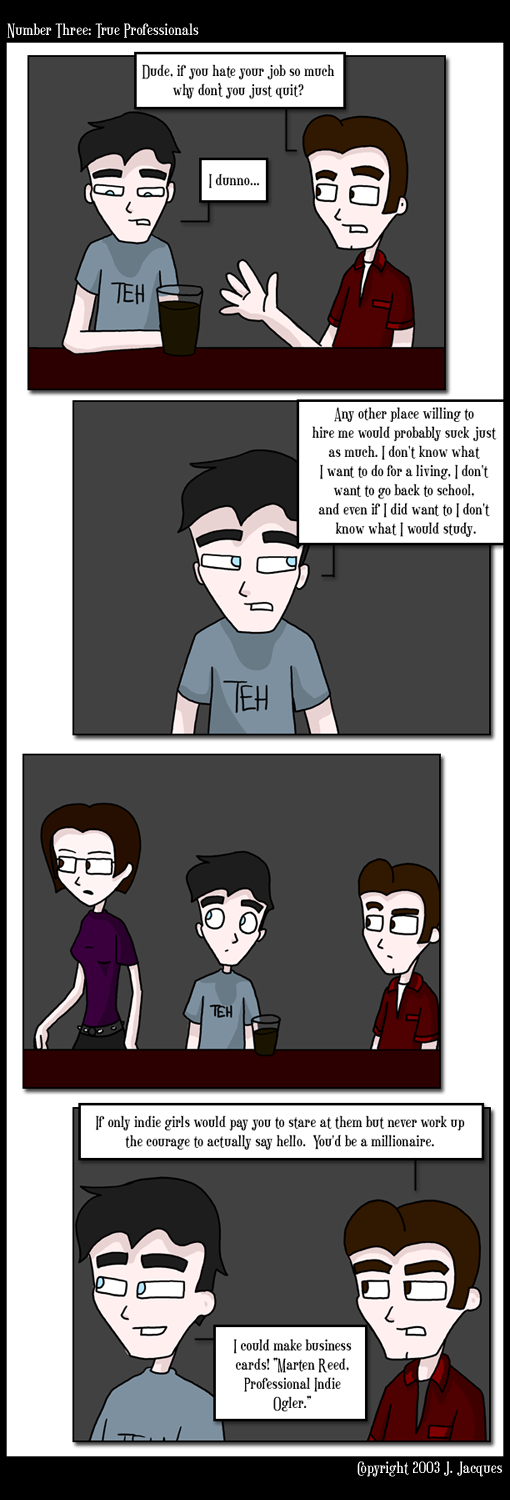 Number Three: True Professionals
Dude, if you hate your job so much
why don't you just quit?
I dunno...
TEH
Any other place willing to
hire me would probably suck just
as much. I don't know what
I want to do for a living, I don't
want to go back to school,
and even if I did want to I don't
know what I would study.
TEH
TEH
If only indie girls would pay you to stare at them but never work up
the courage to actually say hello. You'd be a millionaire.
I could make business
cards! "Marten Reed,
Professional Indie
Ogler."
TEH
Copyright 2003 J. Jacques